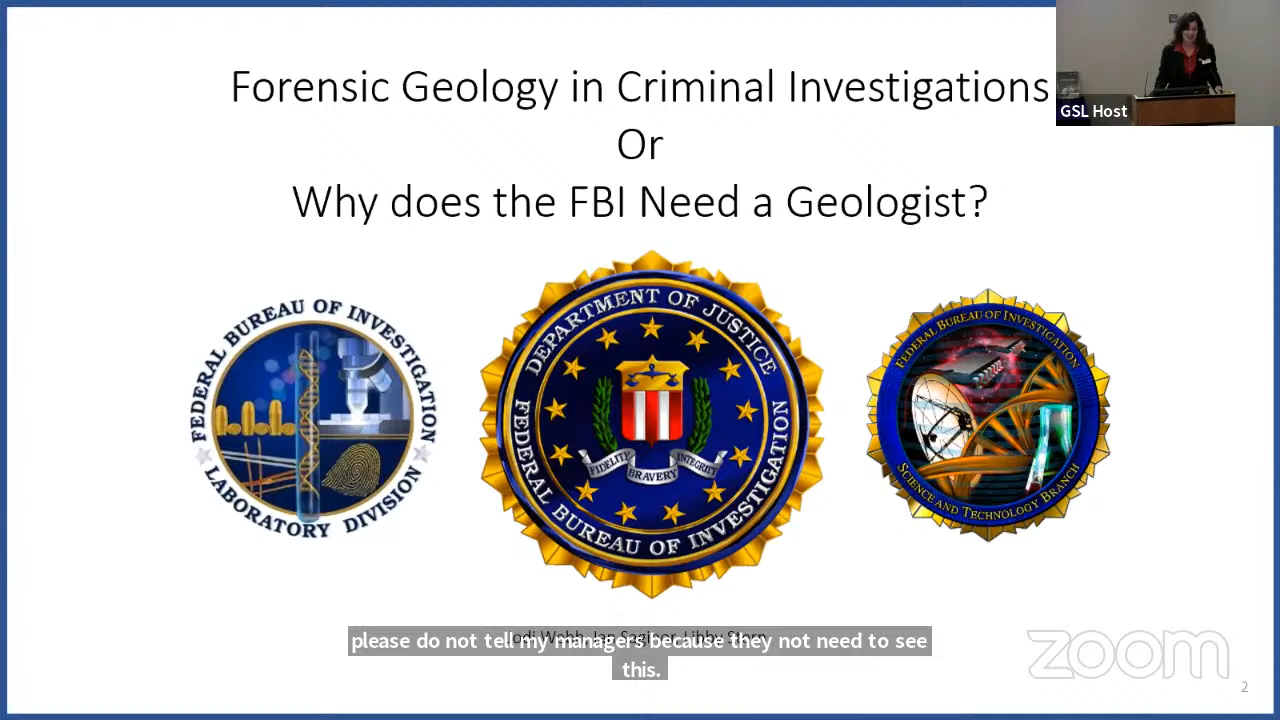 Forensic Geology in Criminal Investigations
Or
Why does the FBI Need a Geologist?
GSL Host
FEDERAL BUREAU OF INVESTIGATION
LABORATORY DIVISION
DEPARTMENT OF JUSTICE
FIDELITY
BRAVERY
INTEGRITY
FEDERAL BUREAU OF INVESTIGATION
FEDERAL BUREAU OF INVESTIGATION
SCIENCE AND TECHNOLOGY BRANCH
please do not tell my managers because they not need to see
this.
zoom
2